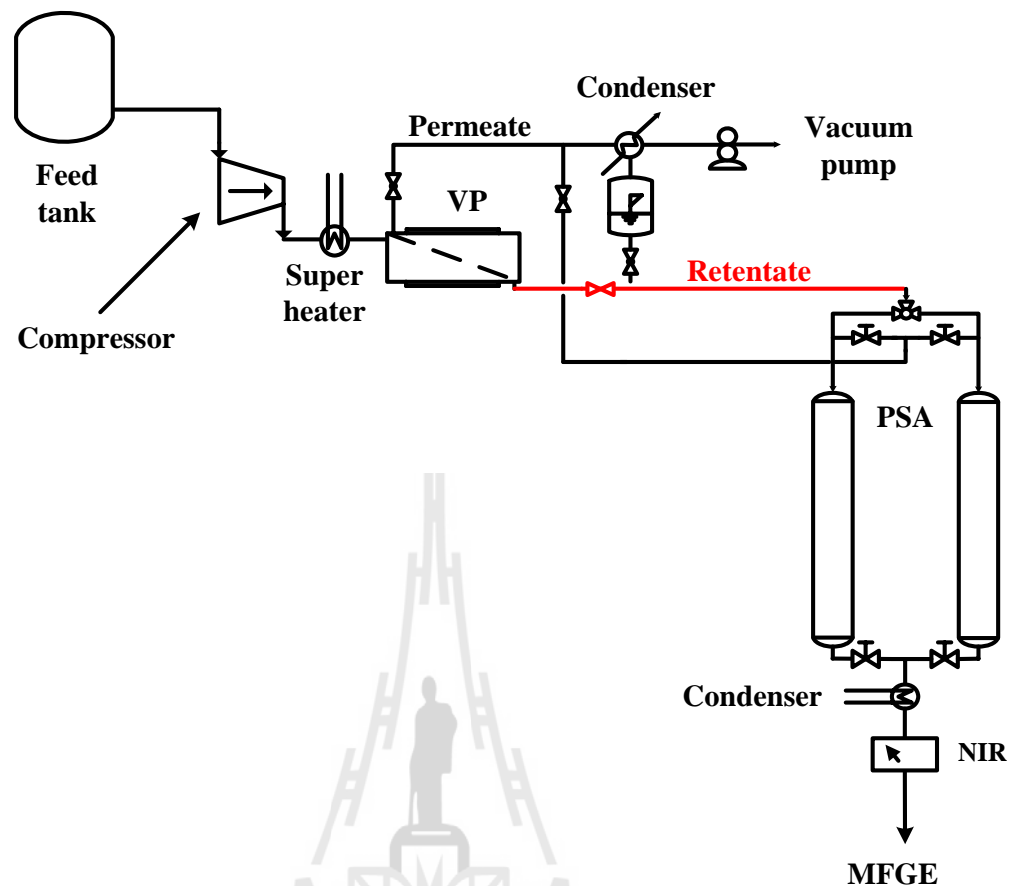 Condenser
Permeate
Vacuum
pump
Feed
tank
VP
Super
heater
Retentate
Compressor
PSA
Condenser
NIR
MFGE